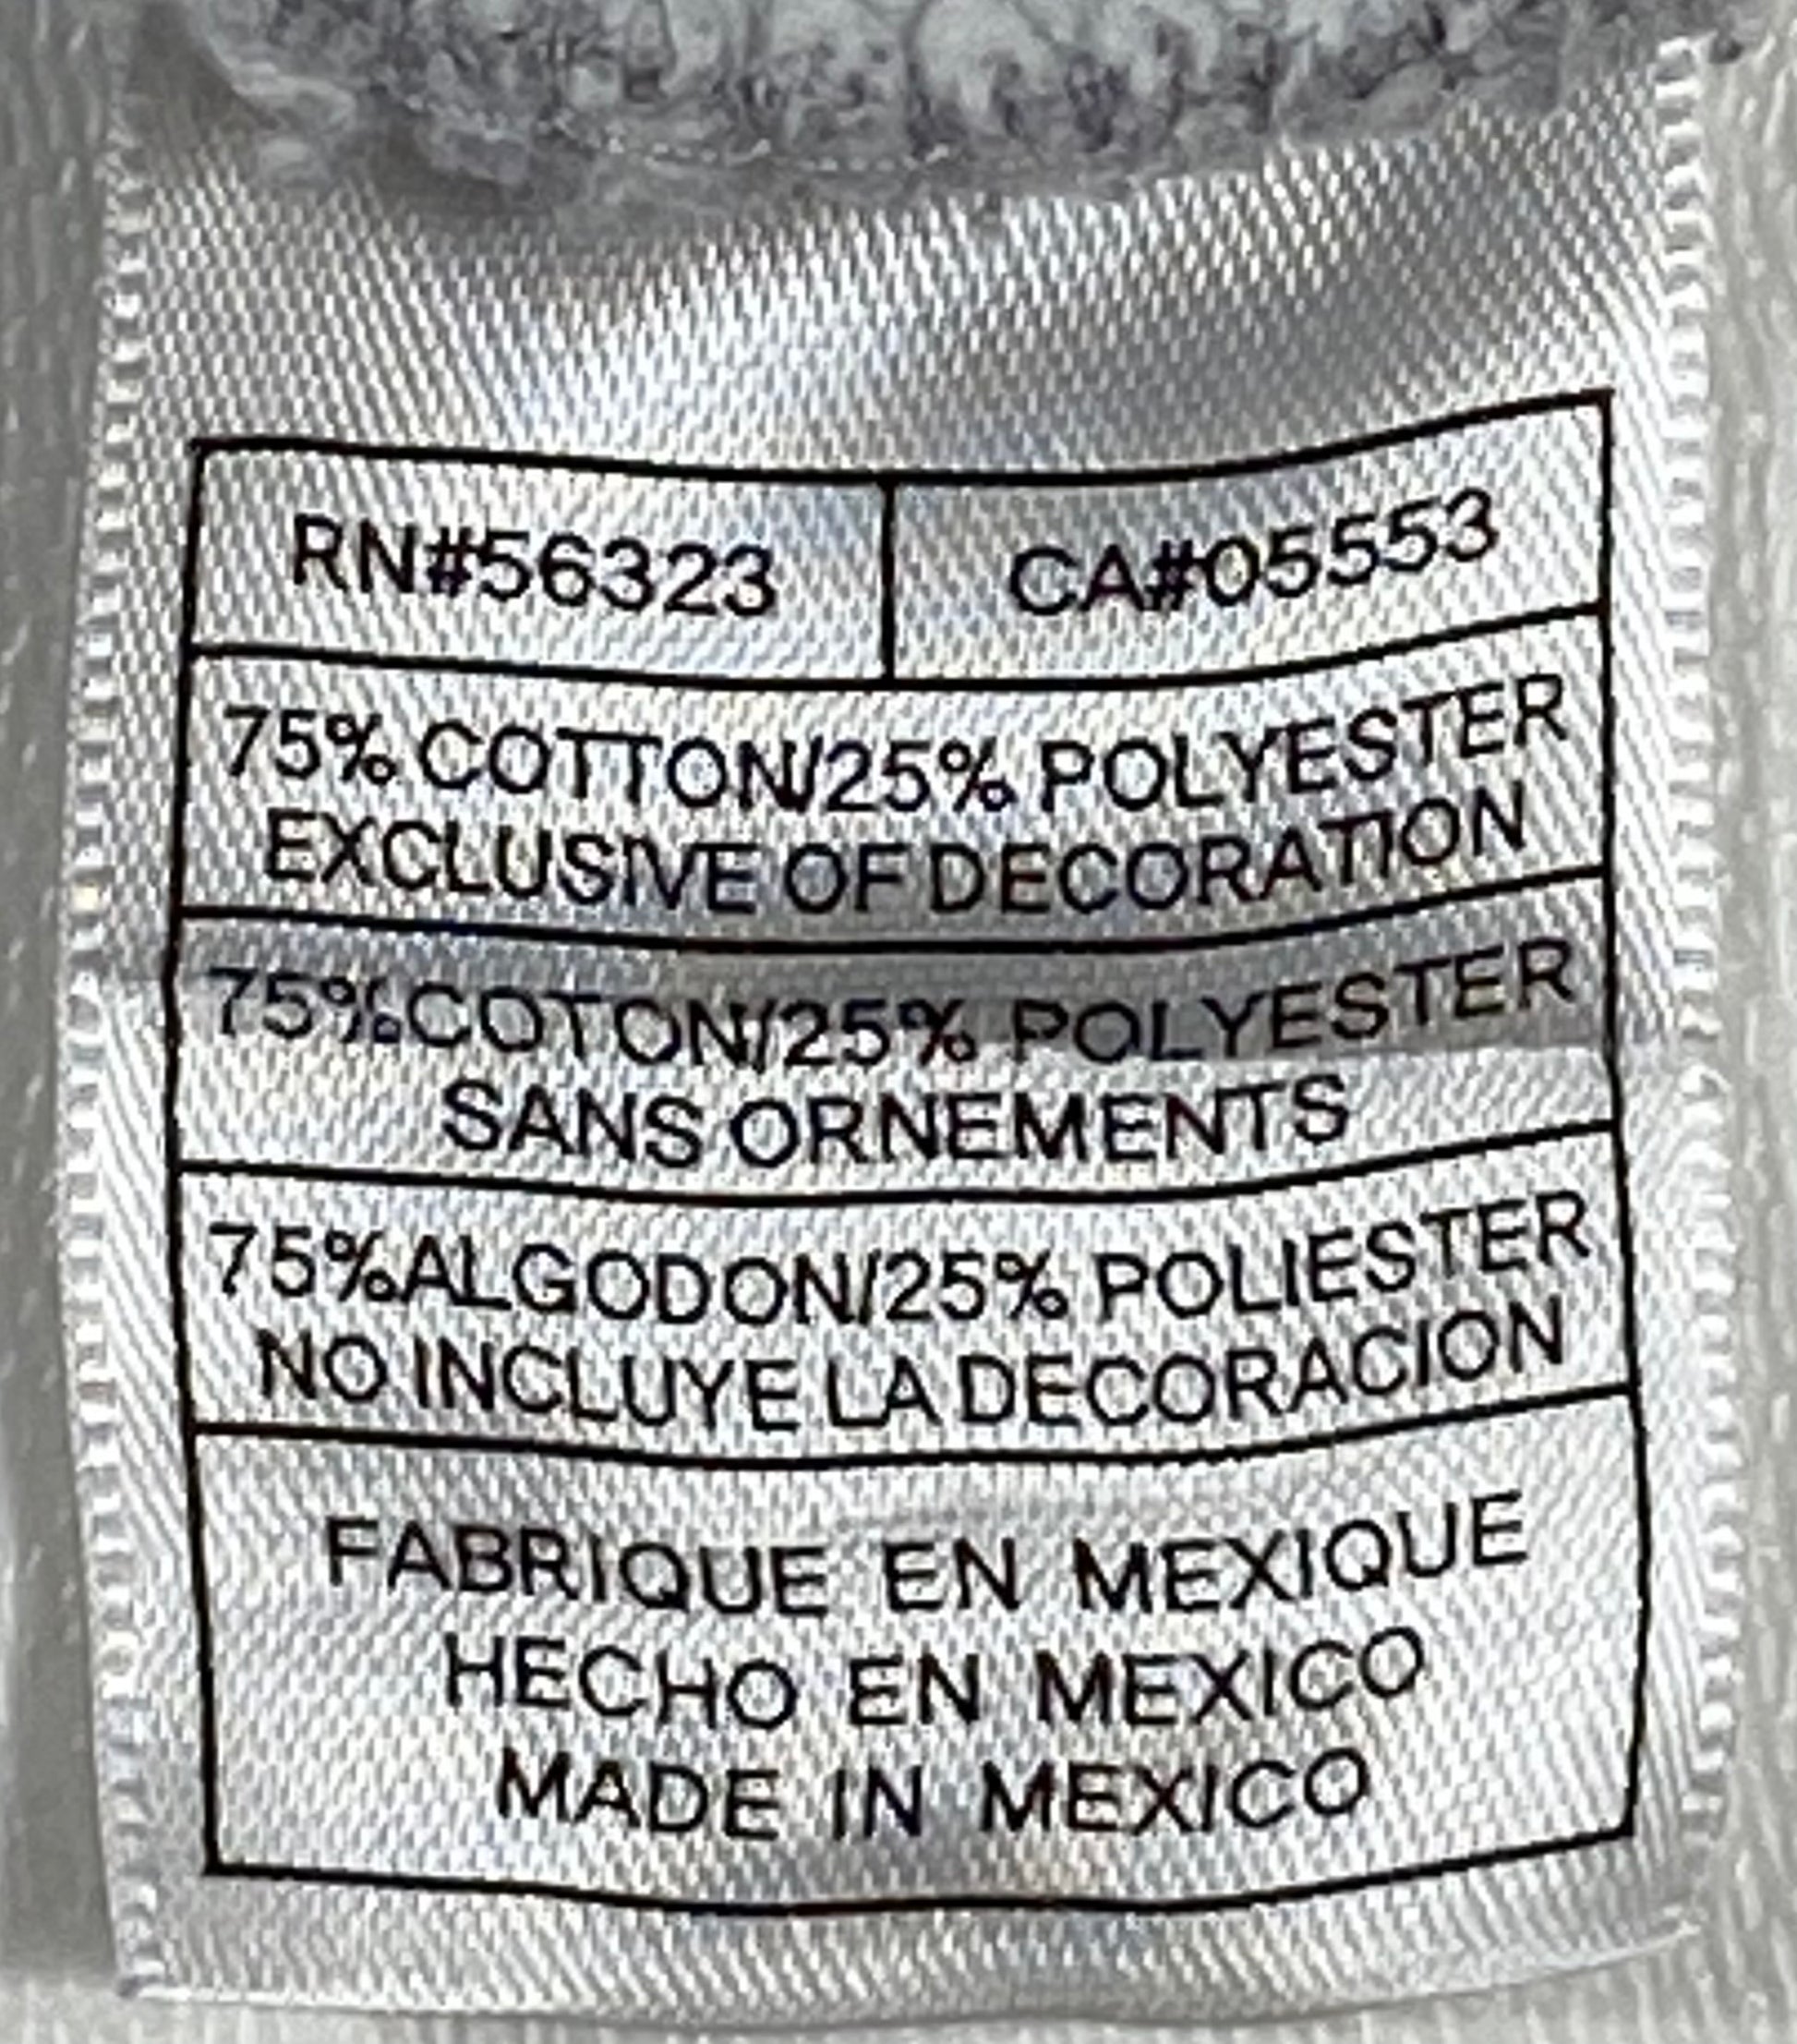 RN#56323 CA#05553
75% COTTON/25% POLYESTER
EXCLUSIVE OF DECORATION
75%COTON/25% POLYESTER
SANS ORNEMENTS
75%ALGODON/25% POLIESTER
NO INCLUYE LA DECORACION
FABRIQUE EN MEXIQUE
HECHO EN MEXICO
MADE IN MEXICO